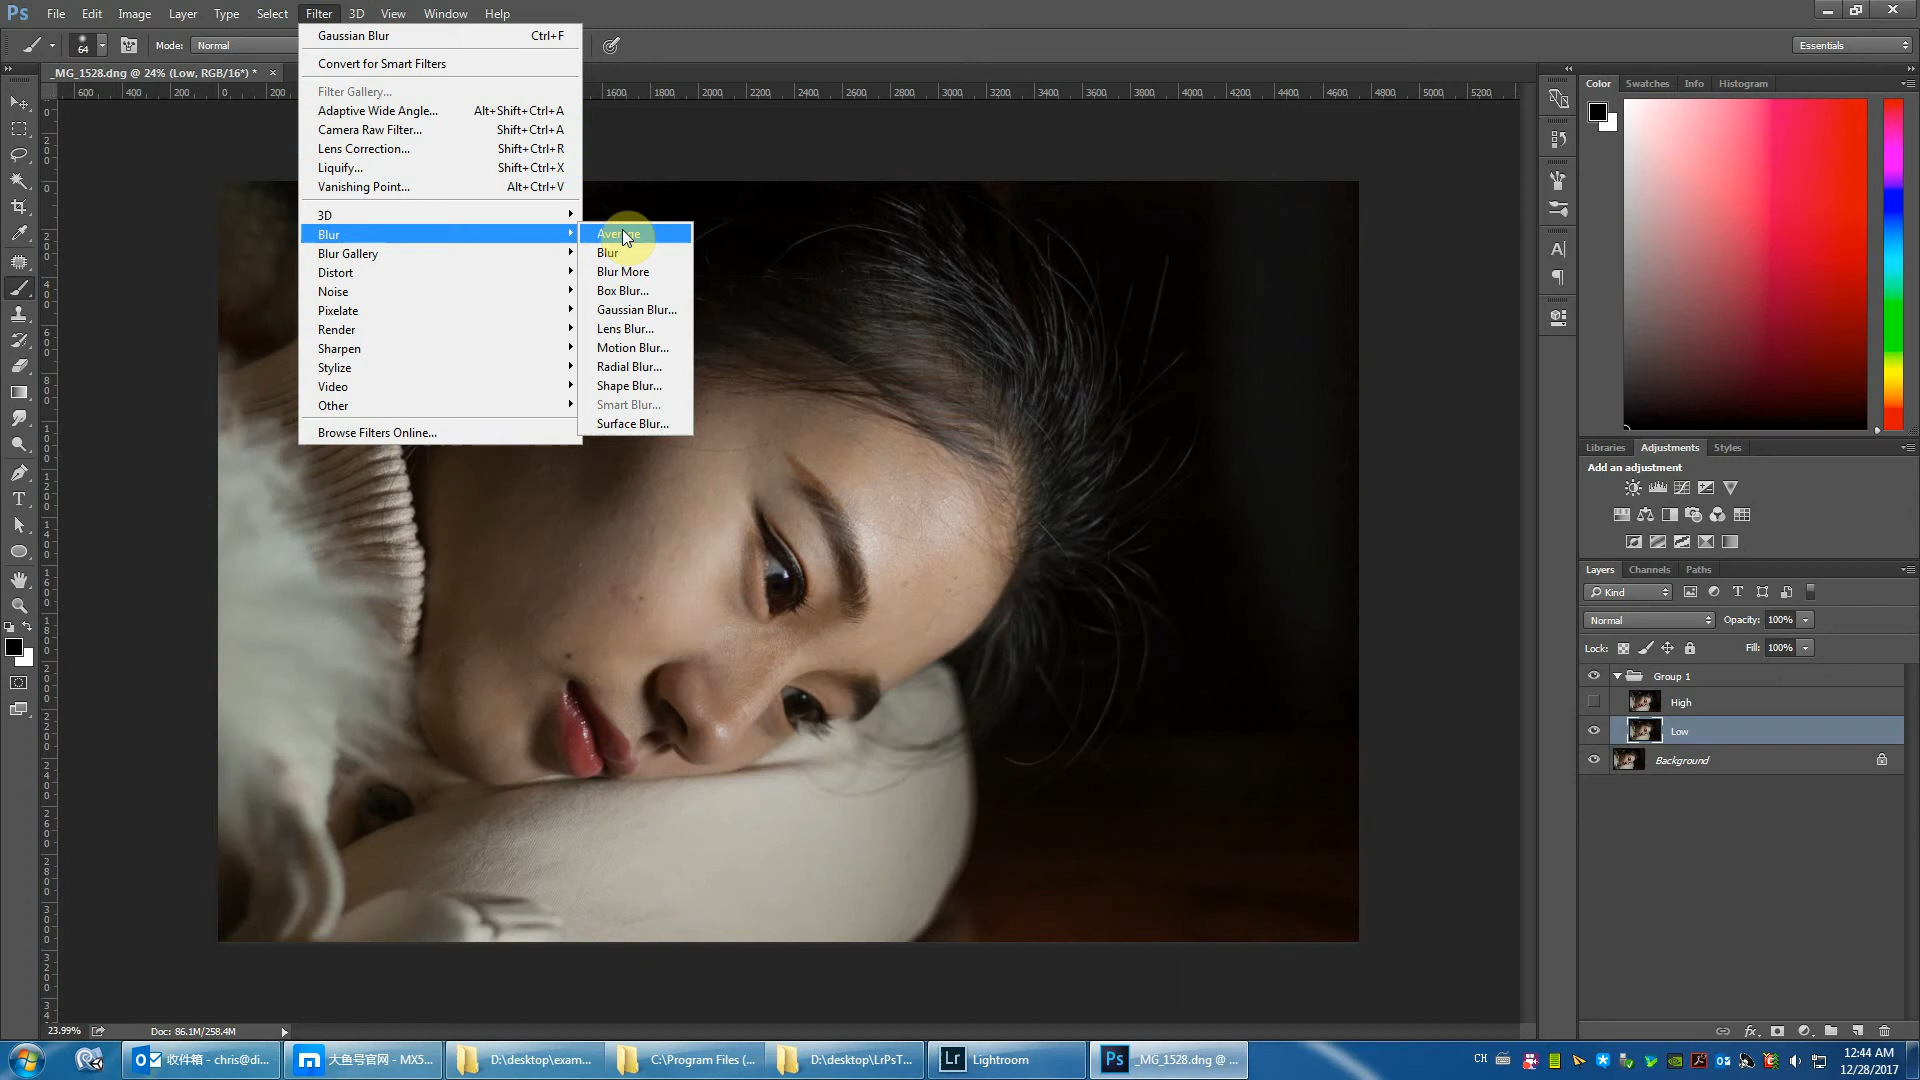 Ps File Edit Image Layer Type Select Filter 3D View Window Help
64 Mode: Normal Essentials
_MG_1528.dng @ 24% (Low, RGB/16*) * ×
600 400 200 0 200 1600 1800 2000 2200 2400 2600 2800 3000 3200 3400 3600 3800 4000 4200 4400 4600 4800 5000 5200
Gaussian Blur Ctrl+F
Convert for Smart Filters
Filter Gallery...
Adaptive Wide Angle... Alt+Shift+Ctrl+A
Camera Raw Filter... Shift+Ctrl+A
Lens Correction... Shift+Ctrl+R
Liquify... Shift+Ctrl+X
Vanishing Point... Alt+Ctrl+V
3D
Blur
Blur Gallery
Distort
Noise
Pixelate
Render
Sharpen
Stylize
Video
Other
Browse Filters Online...
Average
Blur
Blur More
Box Blur...
Gaussian Blur...
Lens Blur...
Motion Blur...
Radial Blur...
Shape Blur...
Smart Blur...
Surface Blur...
Color Swatches Info Histogram
Libraries Adjustments Styles
Add an adjustment
Layers Channels Paths
Kind
Normal Opacity: 100%
Lock: Fill: 100%
Group 1
High
Low
Background
23.99% Doc: 86.1M/258.4M
收件箱 - chris@di...
大鱼号官网 - MX5...
D:\desktop\exam...
C:\Program Files (...
D:\desktop\LrPsT...
Lr Lightroom
Ps _MG_1528.dng @ ...
CH
12:44 AM
12/28/2017